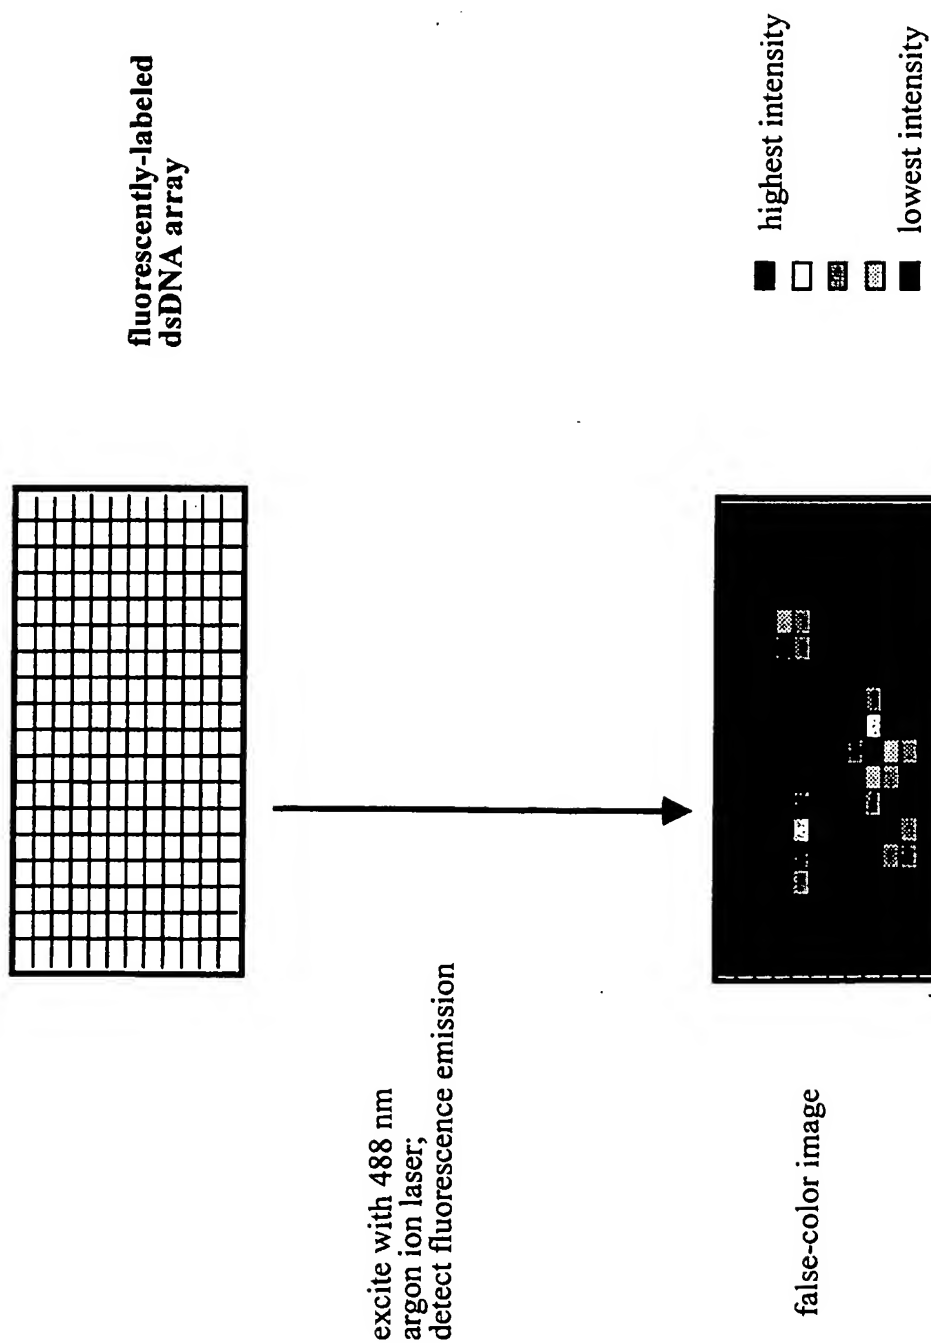 fluorescently-labeled
dsDNA array
excite with 488 nm
argon ion laser;
detect fluorescence emission
false-color image
highest intensity
lowest intensity